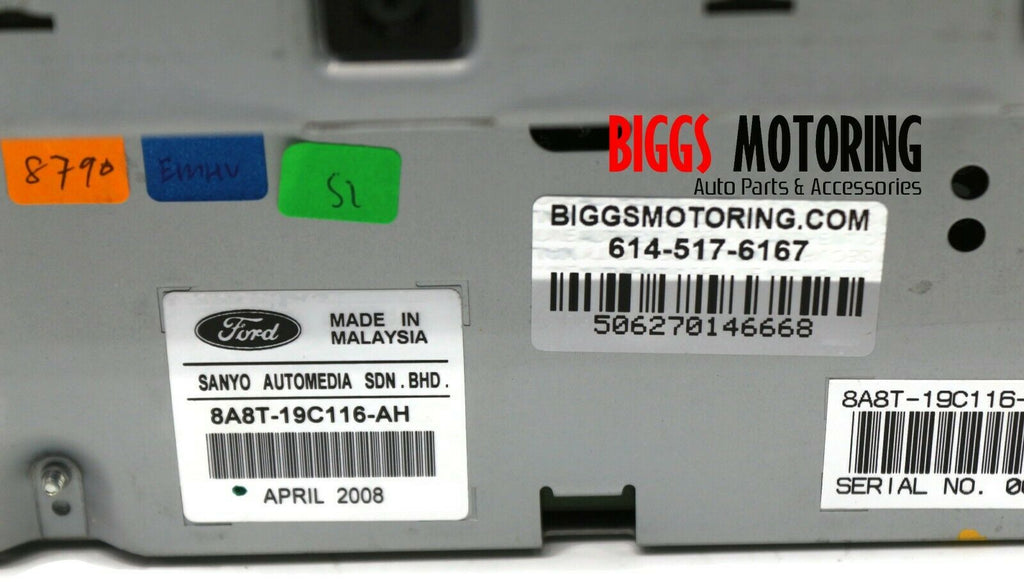 8790
EMHV
S2
BIGGS MOTORING
Auto Parts & Accessories
BIGGSMOTORING.COM
614-517-6167
506270146668
Ford
MADE IN
MALAYSIA
SANYO AUTOMEDIA SDN.BHD.
8A8T-19C116-AH
APRIL 2008
8A8T-19C116-
SERIAL NO.